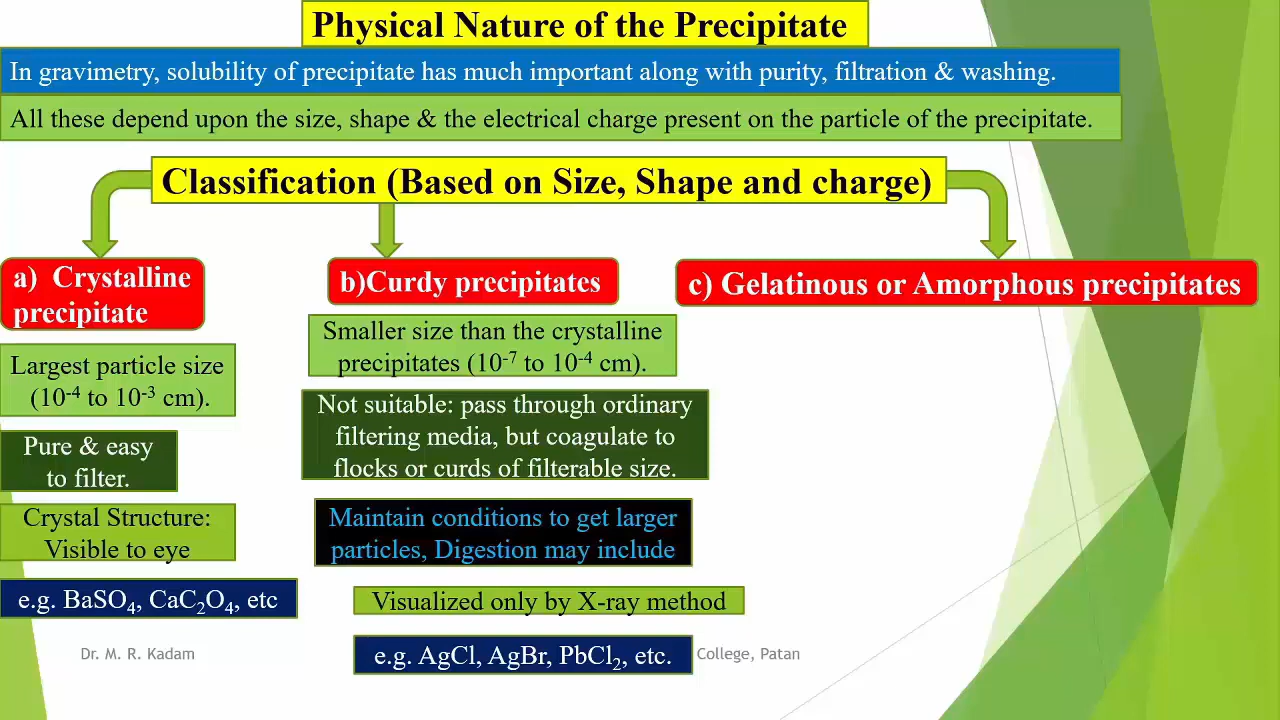 Physical Nature of the Precipitate
In gravimetry, solubility of precipitate has much important along with purity, filtration & washing.
All these depend upon the size, shape & the electrical charge present on the particle of the precipitate.
Classification (Based on Size, Shape and charge)
a) Crystalline
precipitate
Largest particle size
(10⁻⁴ to 10⁻³ cm).
Pure & easy
to filter.
Crystal Structure:
Visible to eye
e.g. BaSO₄, CaC₂O₄, etc
b)Curdy precipitates
Smaller size than the crystalline
precipitates (10⁻⁷ to 10⁻⁴ cm).
Not suitable: pass through ordinary
filtering media, but coagulate to
flocks or curds of filterable size.
Maintain conditions to get larger
particles, Digestion may include
Visualized only by X-ray method
e.g. AgCl, AgBr, PbCl₂, etc.
c) Gelatinous or Amorphous precipitates
Dr. M. R. Kadam
College, Patan